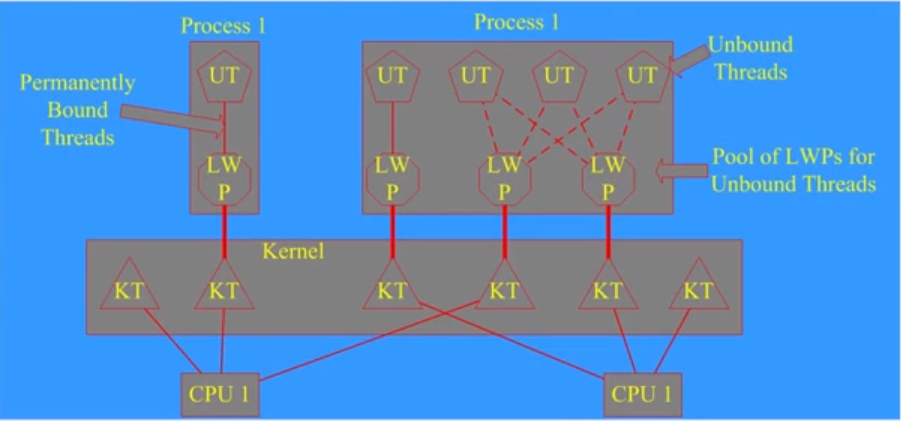 Process 1
Process 1
Unbound
Threads
Permanently
Bound
Threads
UT
UT
UT
UT
UT
LW
P
LW
P
LW
P
LW
P
Pool of LWPs for
Unbound Threads
Kernel
KT
KT
KT
KT
KT
KT
CPU 1
CPU 1